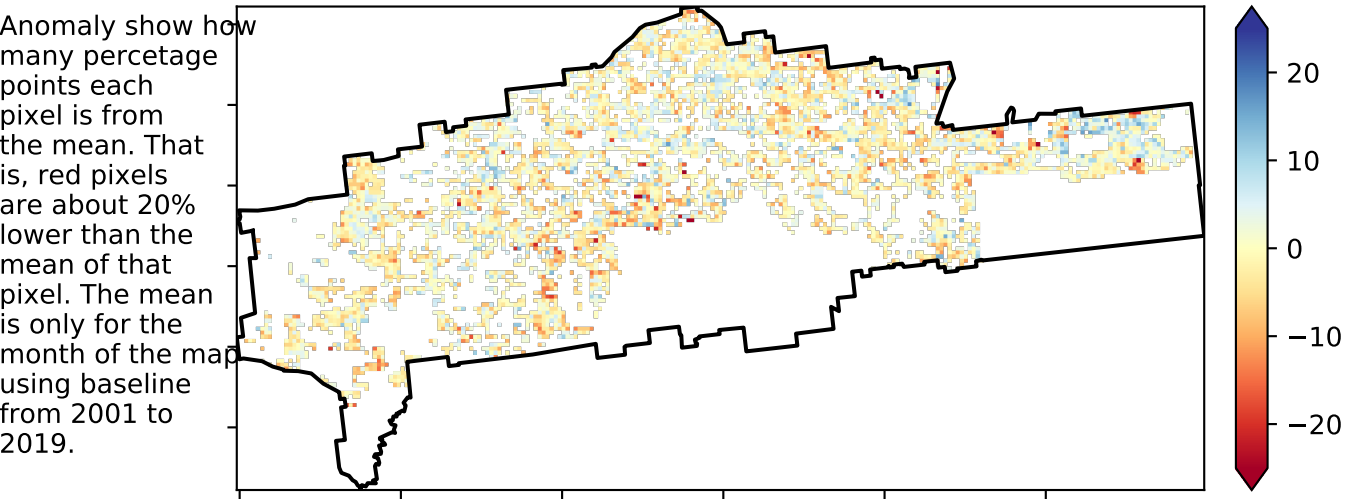 Anomaly show how
many percetage
points each
pixel is from
the mean. That
is, red pixels
are about 20%
lower than the
mean of that
pixel. The mean
is only for the
month of the map
using baseline
from 2001 to
2019.
20
10
0
−10
−20